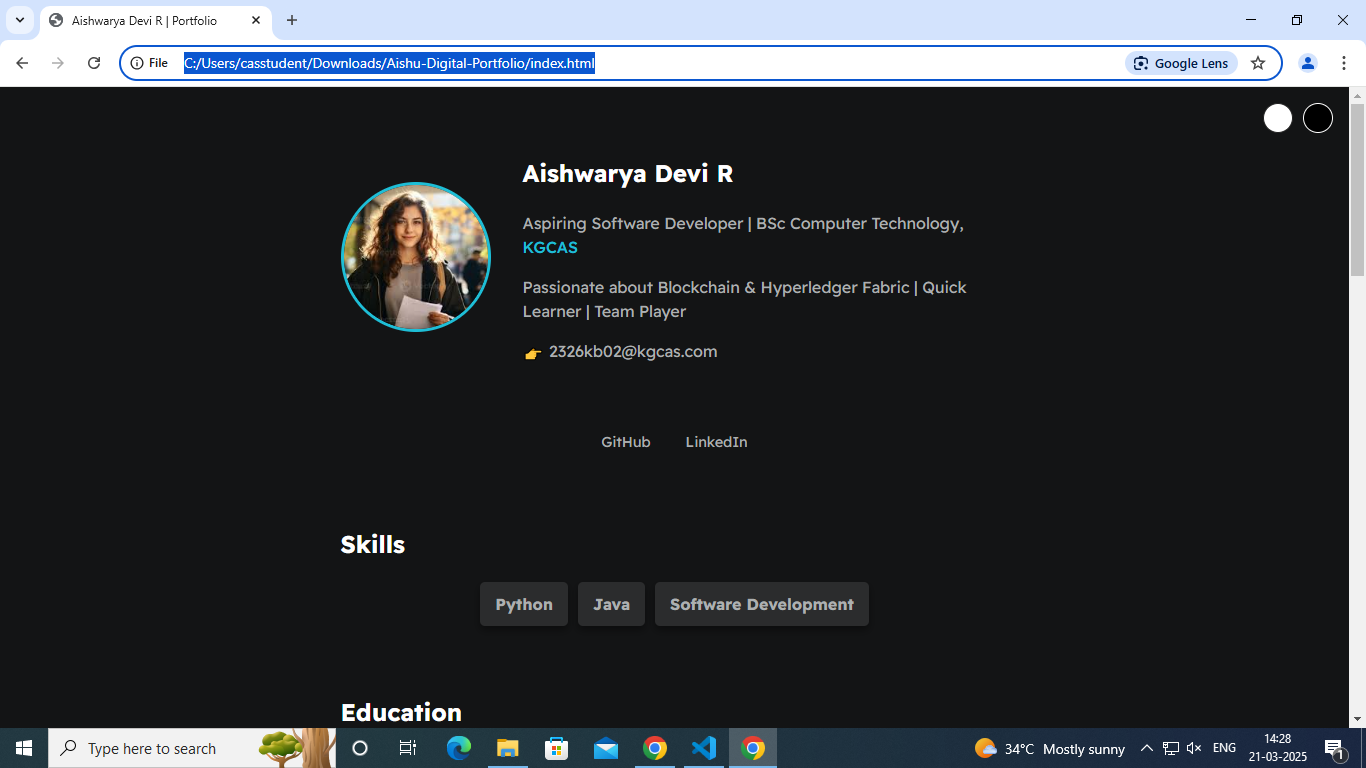 Aishwarya Devi R | Portfolio
File
C:/Users/casstudent/Downloads/Aishu-Digital-Portfolio/index.html
Google Lens
Aishwarya Devi R
Aspiring Software Developer | BSc Computer Technology,
KGCAS
Passionate about Blockchain & Hyperledger Fabric | Quick
Learner | Team Player
👉 2326kb02@kgcas.com
GitHub LinkedIn
Skills
Python Java Software Development
Education
Type here to search
34°C Mostly sunny
ENG
14:28
21-03-2025
1